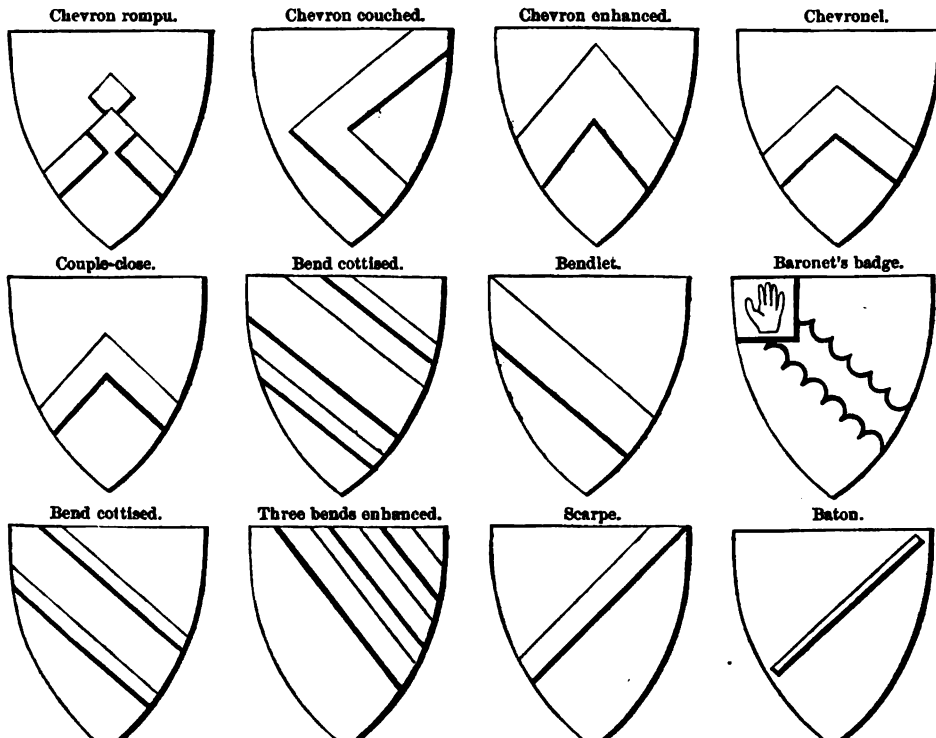 Chevron rompu.
Chevron couched.
Chevron enhanced.
Chevronel.
Couple-close.
Bend cottised.
Bendlet.
Baronet's badge.
Bend cottised.
Three bends enhanced.
Scarpe.
Baton.